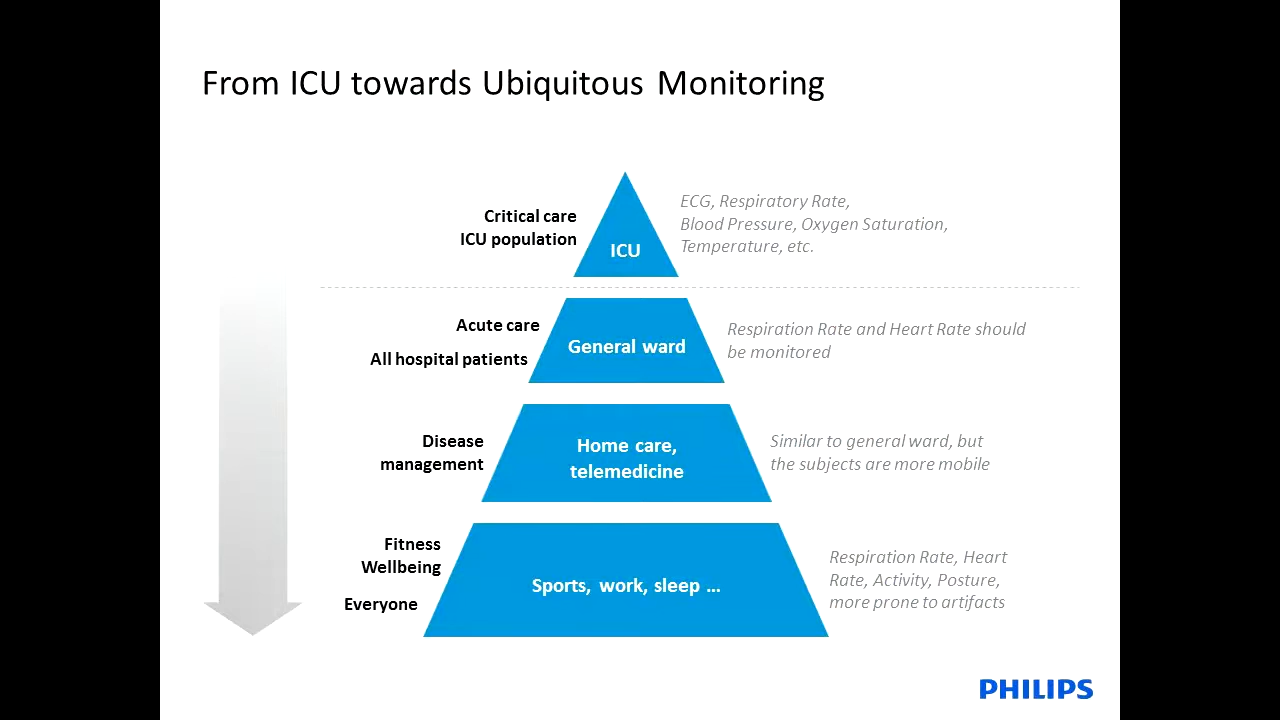 From ICU towards Ubiquitous Monitoring
Critical care
ICU population
ICU
ECG, Respiratory Rate,
Blood Pressure, Oxygen Saturation,
Temperature, etc.
Acute care
All hospital patients
General ward
Respiration Rate and Heart Rate should
be monitored
Disease
management
Home care,
telemedicine
Similar to general ward, but
the subjects are more mobile
Fitness
Wellbeing
Everyone
Sports, work, sleep ...
Respiration Rate, Heart
Rate, Activity, Posture,
more prone to artifacts
PHILIPS